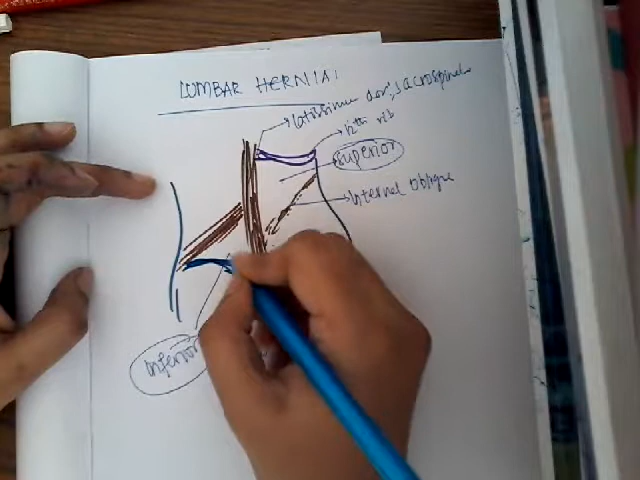 LUMBAR HERNIA
latissimus dorsi, sacrospinalis
12th rib
superior
internal oblique
inferior